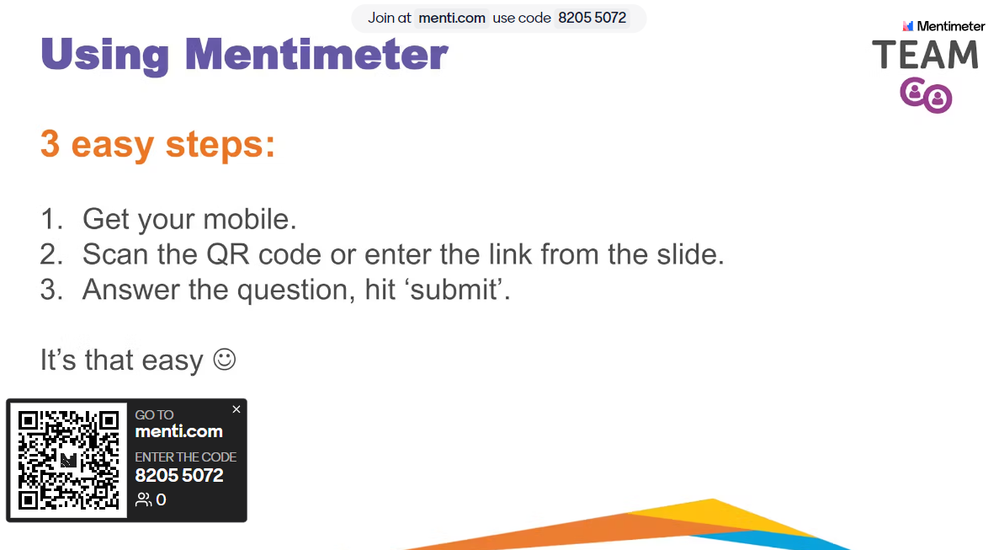 Join at menti.com use code 8205 5072
Mentimeter
Using Mentimeter
TEAM
3 easy steps:
1. Get your mobile.
2. Scan the QR code or enter the link from the slide.
3. Answer the question, hit ‘submit’.
It’s that easy ☺
GO TO
menti.com
ENTER THE CODE
8205 5072
0